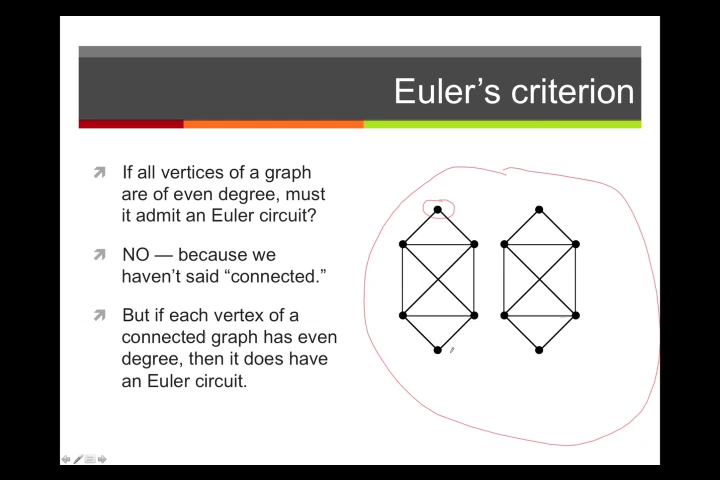 Euler's criterion
If all vertices of a graph
are of even degree, must
it admit an Euler circuit?
NO — because we
haven't said “connected.”
But if each vertex of a
connected graph has even
degree, then it does have
an Euler circuit.